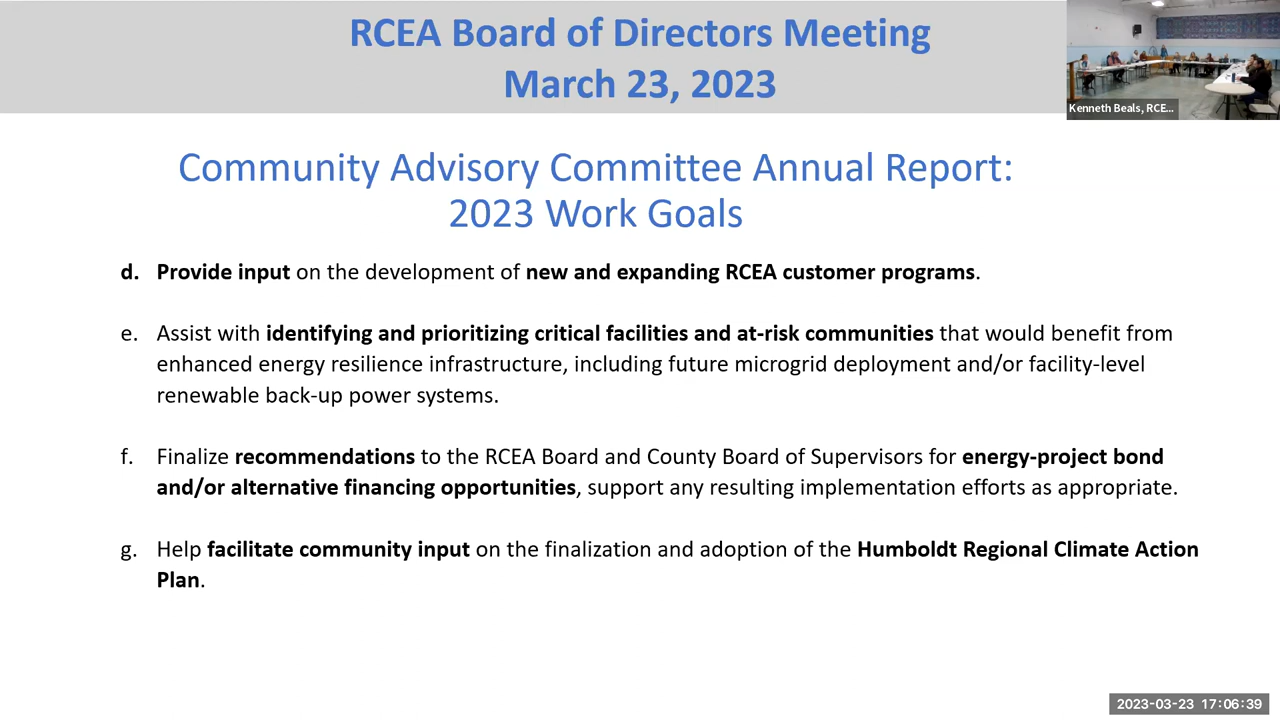 RCEA Board of Directors Meeting
March 23, 2023
Kenneth Beals, RCE...
Community Advisory Committee Annual Report:
2023 Work Goals
d. Provide input on the development of new and expanding RCEA customer programs.
e. Assist with identifying and prioritizing critical facilities and at-risk communities that would benefit from
enhanced energy resilience infrastructure, including future microgrid deployment and/or facility-level
renewable back-up power systems.
f. Finalize recommendations to the RCEA Board and County Board of Supervisors for energy-project bond
and/or alternative financing opportunities, support any resulting implementation efforts as appropriate.
g. Help facilitate community input on the finalization and adoption of the Humboldt Regional Climate Action
Plan.
2023-03-23 17:06:39